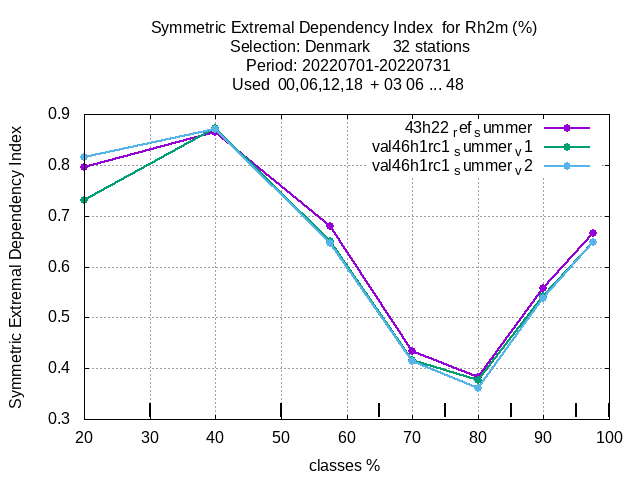 Symmetric Extremal Dependency Index  for Rh2m (%)
Selection: Denmark     32 stations
Period: 20220701-20220731
Used  00,06,12,18  + 03 06 ... 48
43h22 ref summer
val46h1rc1 summer v1
val46h1rc1 summer v2
Symmetric Extremal Dependency Index
0.9
0.8
0.7
0.6
0.5
0.4
0.3
20 30 40 50 60 70 80 90 100
classes %